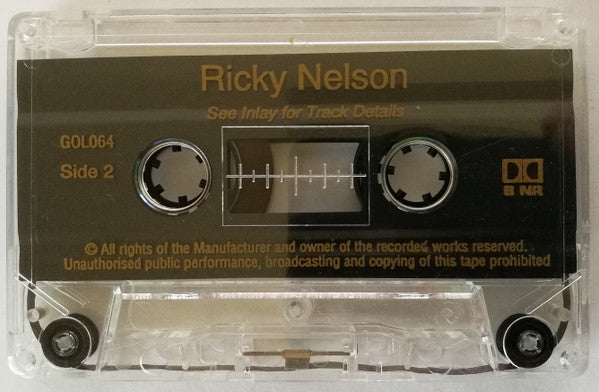 Ricky Nelson
See Inlay for Track Details
GOL064
Side 2
B NR
© All rights of the Manufacturer and owner of the recorded works reserved.
Unauthorised public performance, broadcasting and copying of this tape prohibited